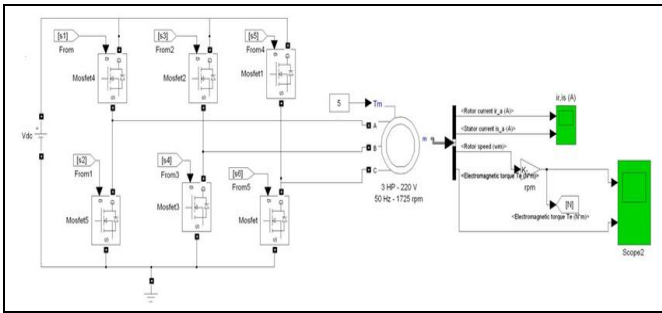 [s1]
From
Mosfet4
[s3]
From2
Mosfet2
[s5]
From4
Mosfet1
Vdc
+
[s2]
From1
Mosfet5
[s4]
From3
Mosfet3
[s6]
From5
Mosfet
5
Tm
A
B
C
m
3 HP - 220 V
50 Hz - 1725 rpm
<Rotor current ir_a (A)>
<Stator current is_a (A)>
<Rotor speed (wm)>
<Electromagnetic torque Te (N*m)>
ir,is (A)
rpm
[N]
<Electromagnetic torque Te (N*m)>
Scope2